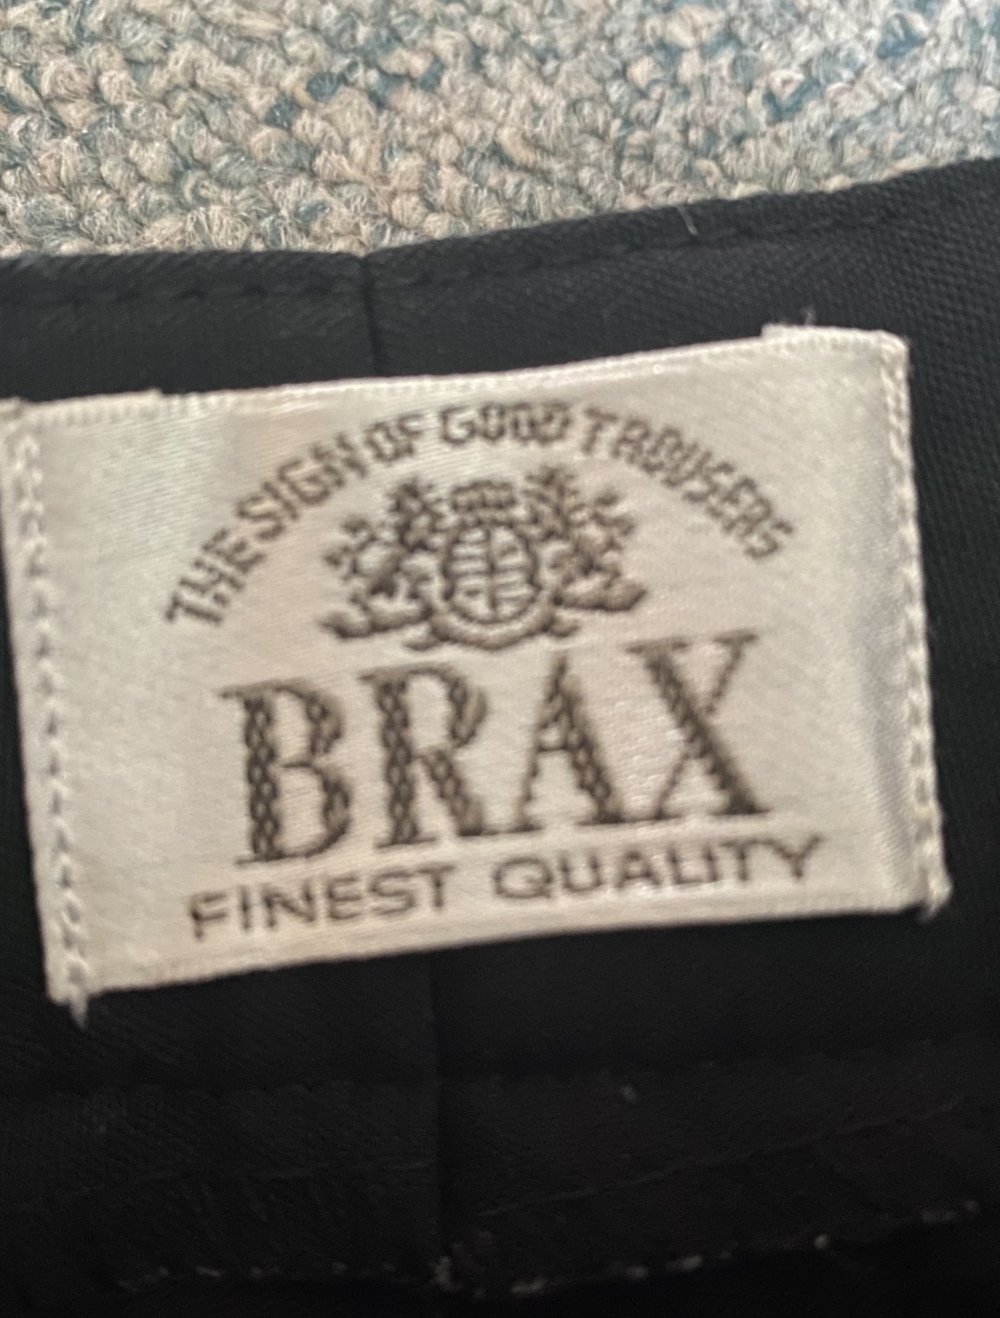 THE SIGN OF GOOD TROUSERS
BRAX
FINEST QUALITY